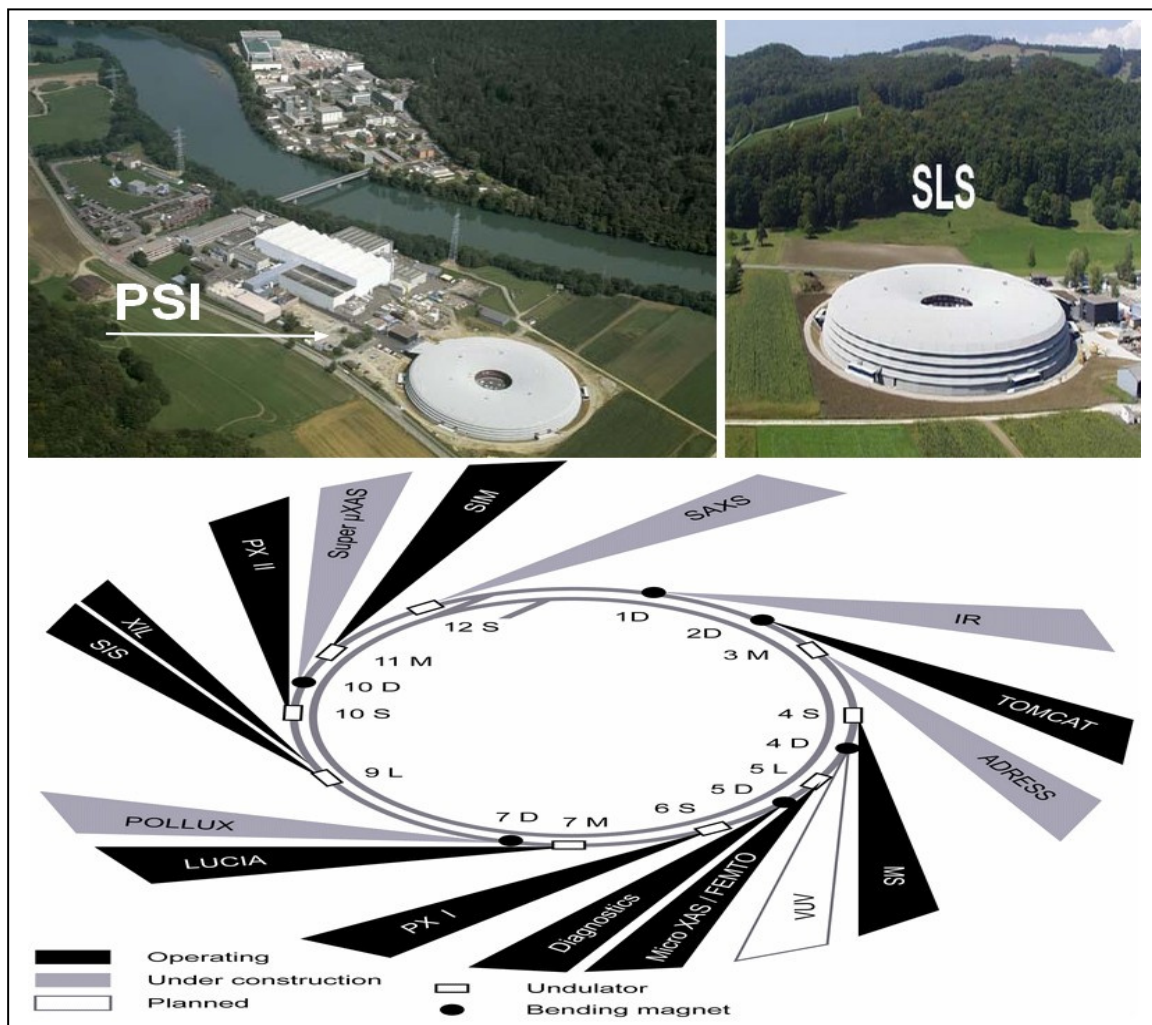 PSI
SLS
SIM
Super µXAS
SAXS
PX II
XIL
SIS
IR
TOMCAT
ADRESS
12 S
1D
2D
3 M
11 M
10 D
10 S
4 S
4 D
5 L
5 D
6 S
9 L
7 D
7 M
POLLUX
LUCIA
PX I
Diagnostics
Micro XAS / FEMTO
VUV
MS
Operating
Under construction
Planned
Undulator
Bending magnet